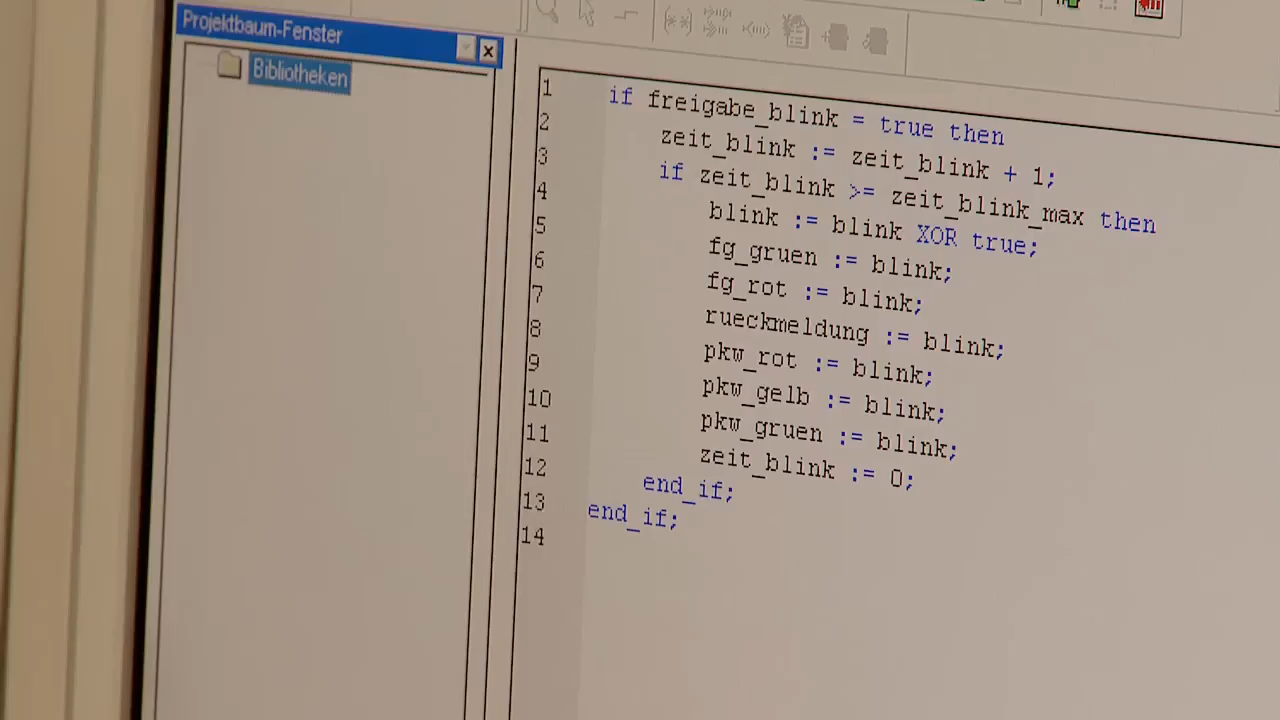 Projektbaum-Fenster
Bibliotheken
1 if freigabe_blink = true then
2 zeit_blink := zeit_blink + 1;
3 if zeit_blink >= zeit_blink_max then
4 blink := blink XOR true;
5 fg_gruen := blink;
6 fg_rot := blink;
7 rueckmeldung := blink;
8 pkw_rot := blink;
9 pkw_gelb := blink;
10 pkw_gruen := blink;
11 zeit_blink := 0;
12 end_if;
13 end_if;
14